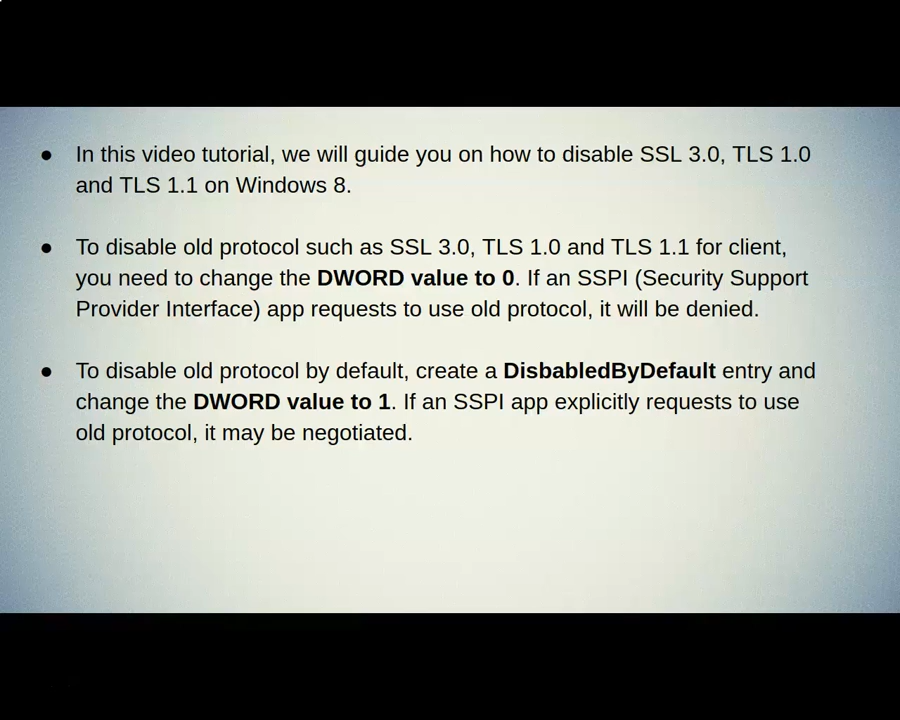 ● In this video tutorial, we will guide you on how to disable SSL 3.0, TLS 1.0
and TLS 1.1 on Windows 8.
● To disable old protocol such as SSL 3.0, TLS 1.0 and TLS 1.1 for client,
you need to change the DWORD value to 0. If an SSPI (Security Support
Provider Interface) app requests to use old protocol, it will be denied.
● To disable old protocol by default, create a DisbabledByDefault entry and
change the DWORD value to 1. If an SSPI app explicitly requests to use
old protocol, it may be negotiated.